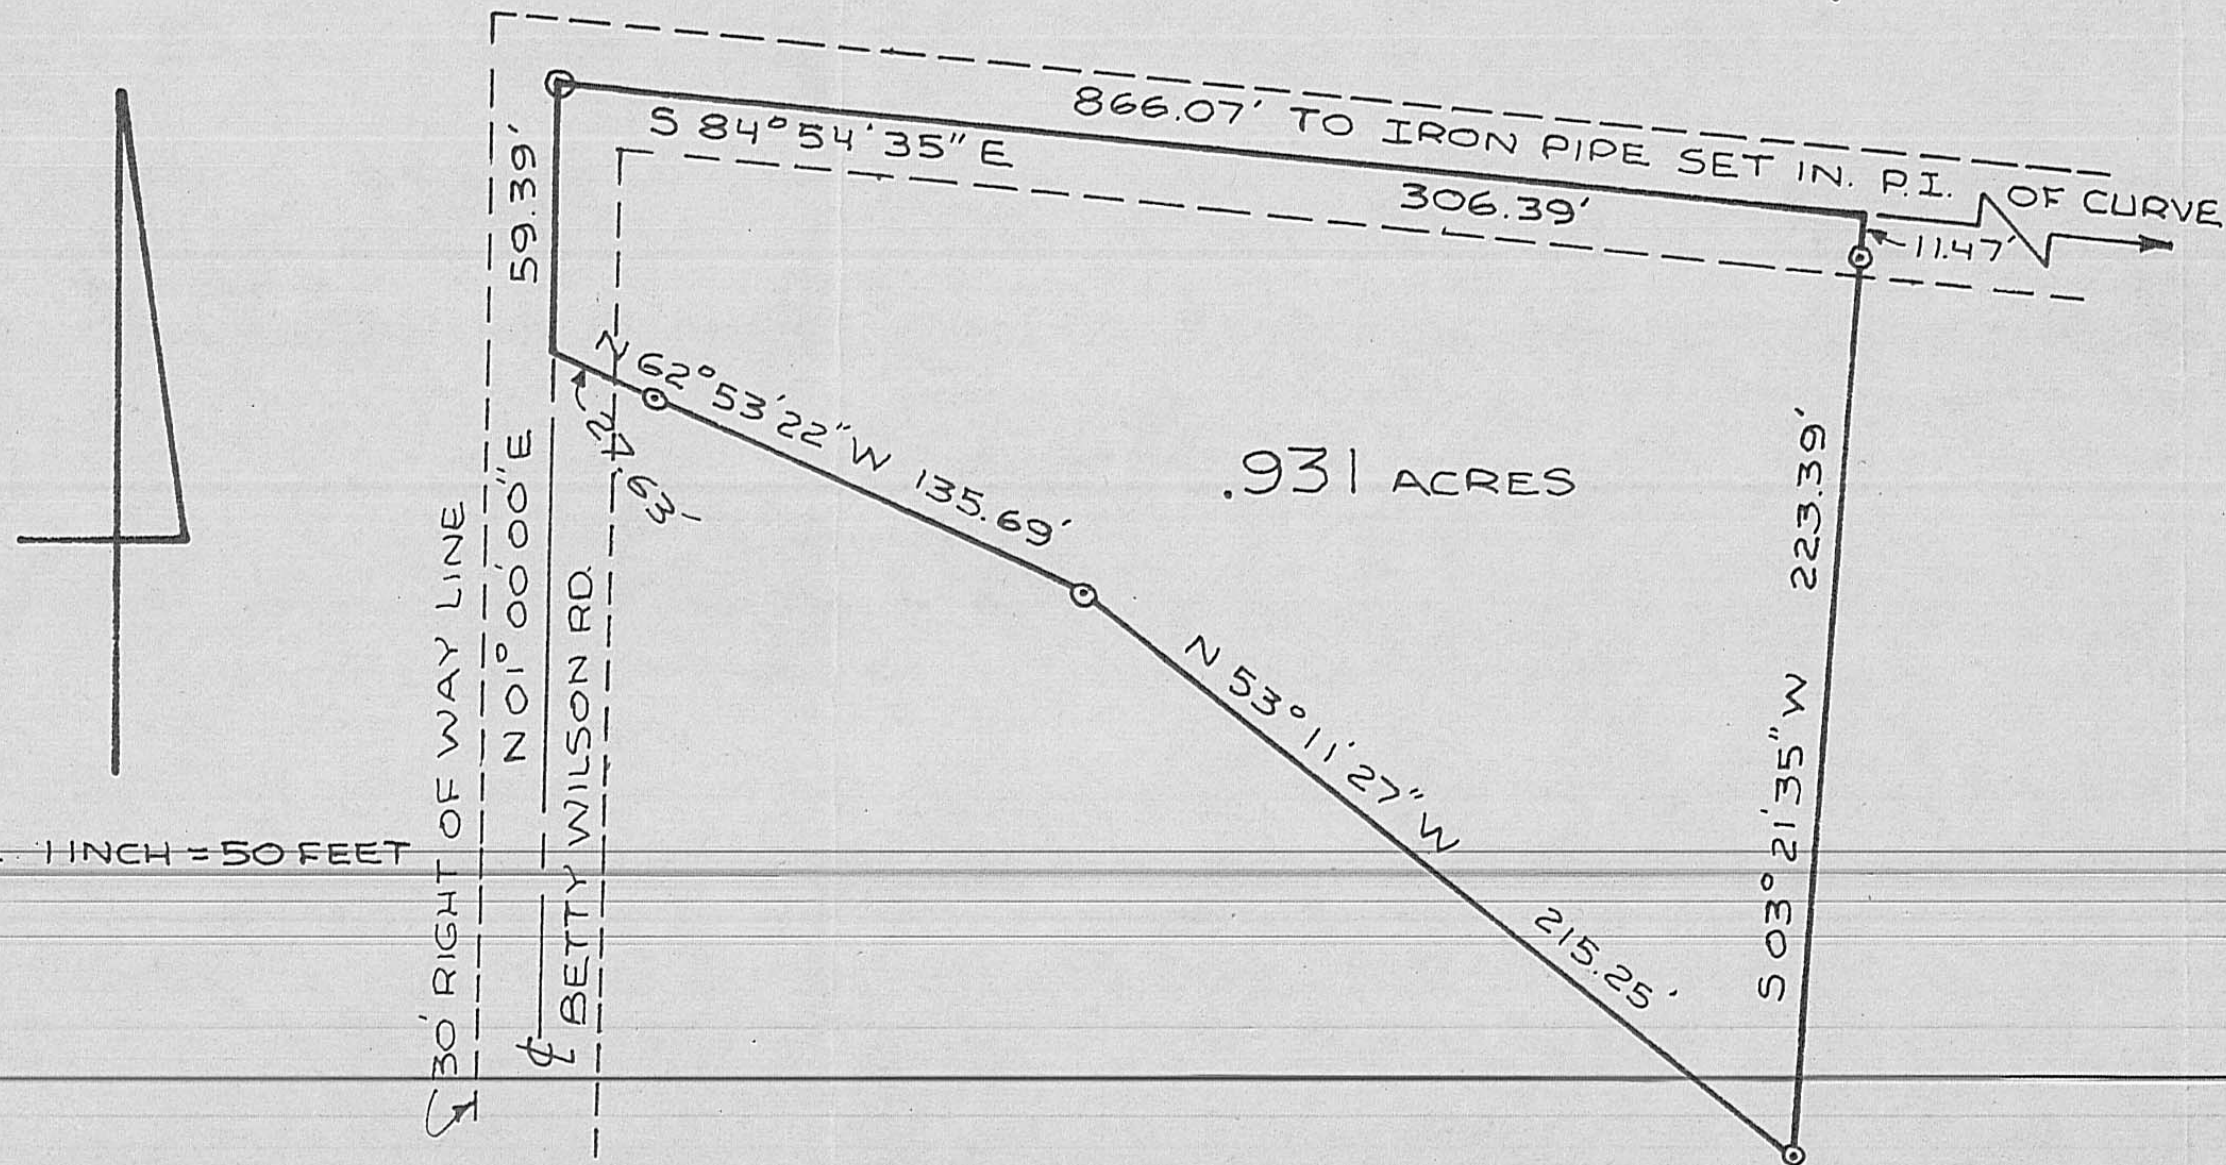 866.07' TO IRON PIPE SET IN. P.I. OF CURVE
S 84° 54' 35" E
306.39'
11.47'
59.39'
N 62° 53' 22" W 135.69'
24.63'
.931 ACRES
223.39'
S 03° 21' 35" W
N 53° 11' 27" W
215.25'
N 01° 00' 00" E
BETTY WILSON RD.
30' RIGHT OF WAY LINE
1 INCH = 50 FEET
℄